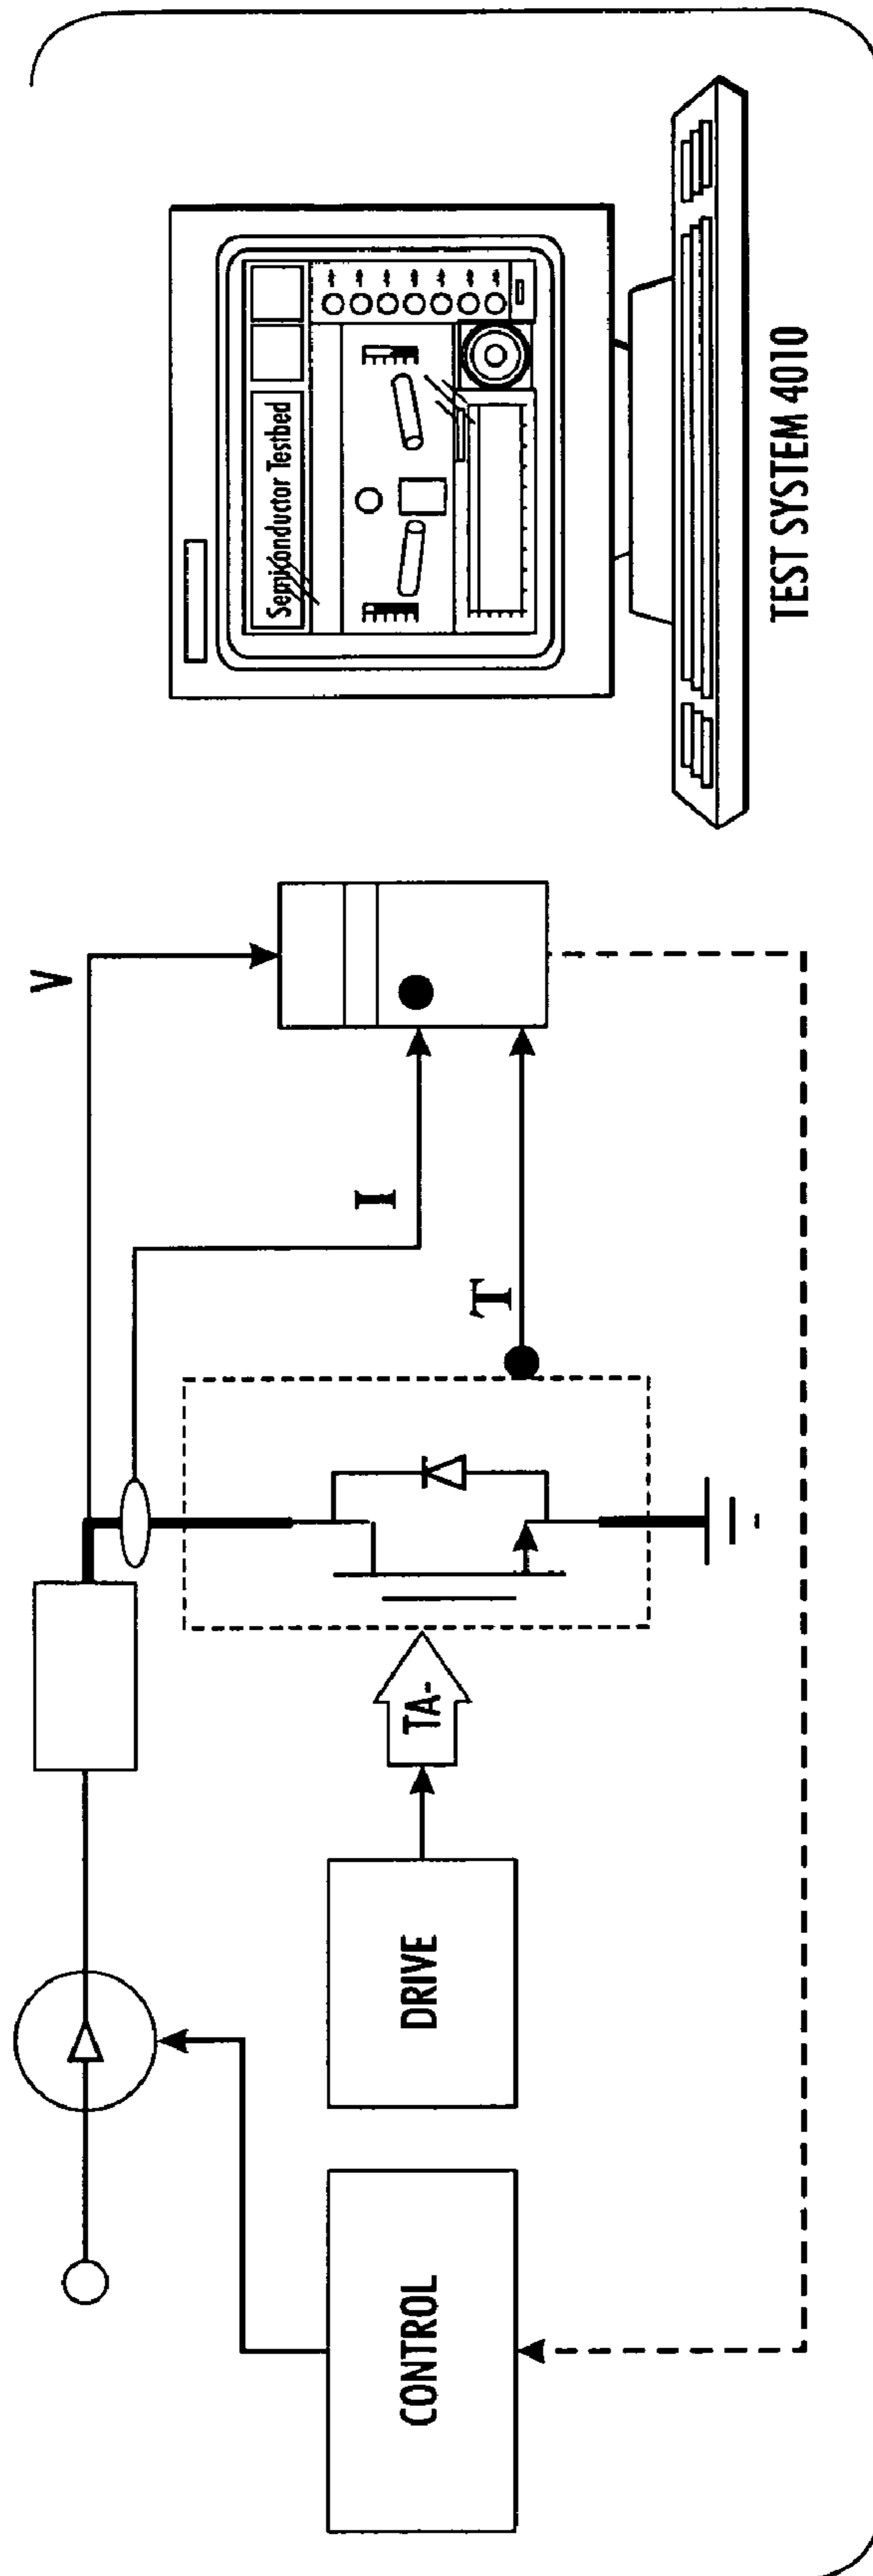 V
I
T
Semiconductor Testbed
TA-
DRIVE
CONTROL
TEST SYSTEM 4010